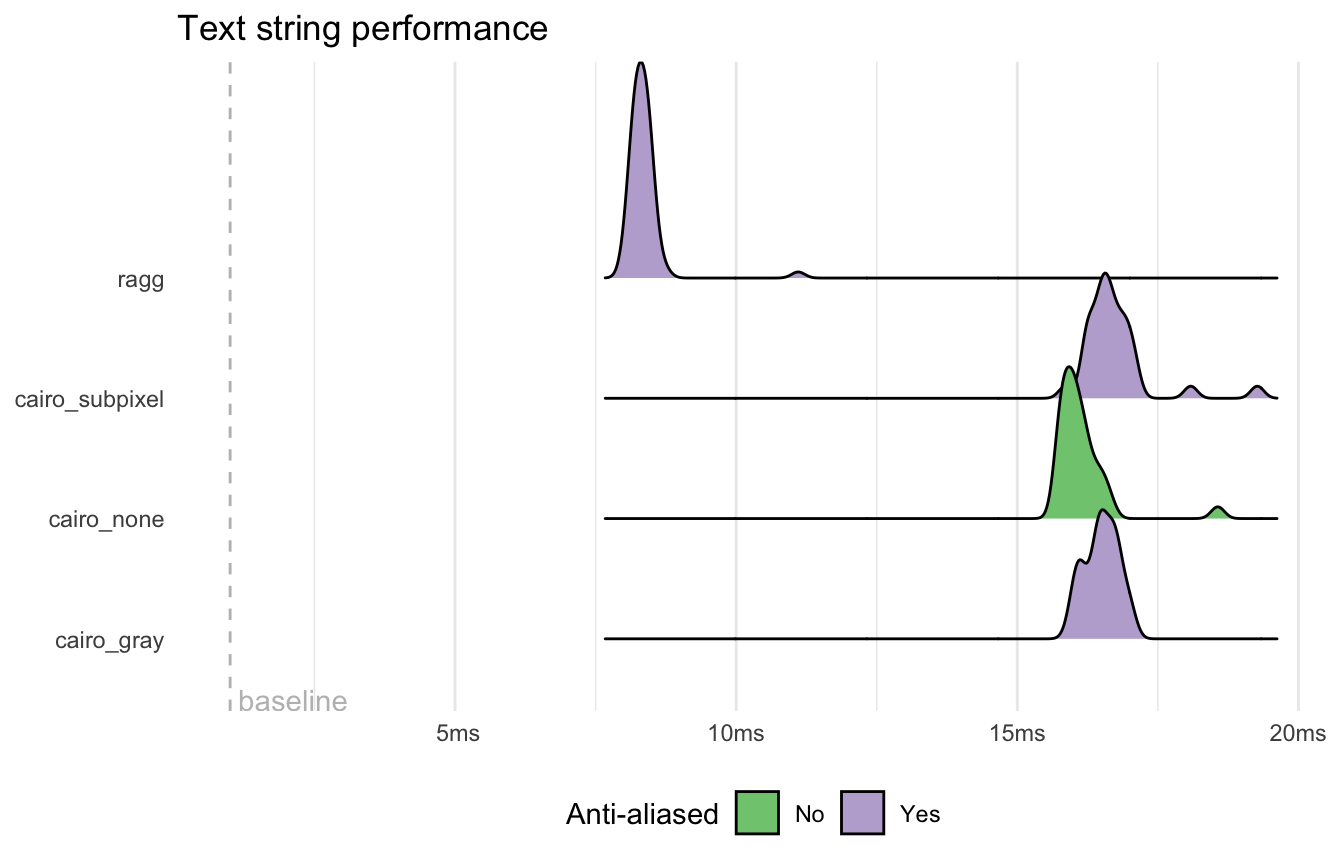 Text string performance
ragg
cairo_subpixel
cairo_none
cairo_gray
baseline
5ms 10ms 15ms 20ms
Anti-aliased No Yes